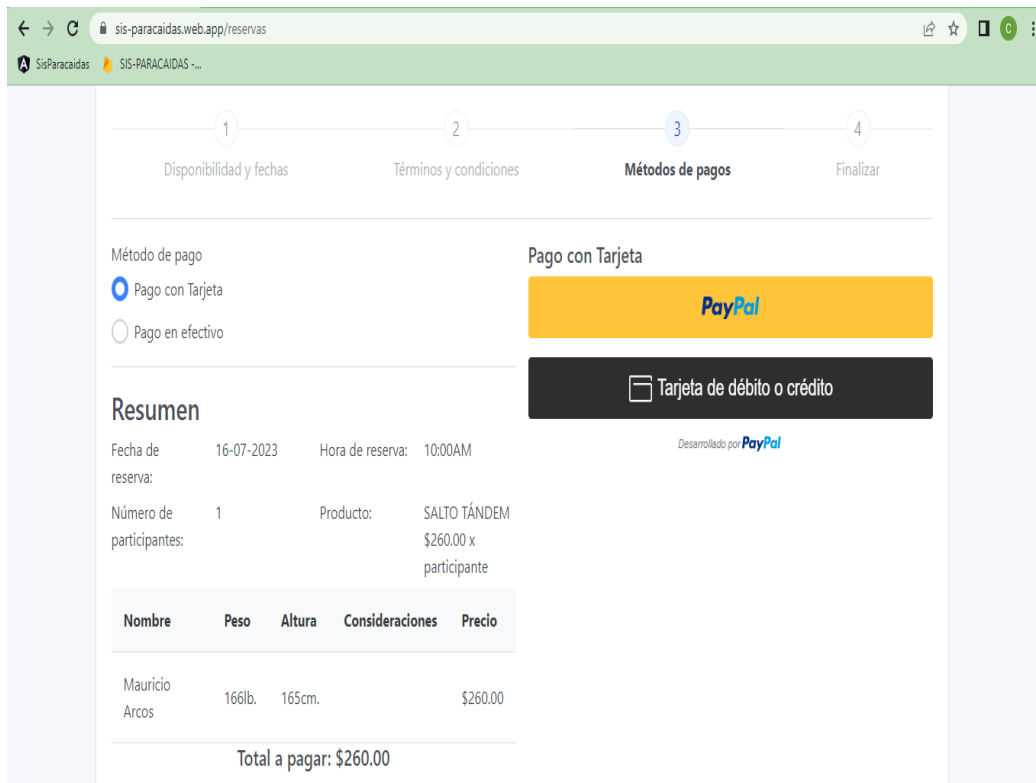 sis-paracaidas.web.app/reservas
C
SisParacaidas SIS-PARACAIDAS -...
1 2 3 4
Disponibilidad y fechas Términos y condiciones Métodos de pagos Finalizar
Método de pago
Pago con Tarjeta
Pago en efectivo
Resumen
Fecha de 16-07-2023 Hora de reserva: 10:00AM
reserva:
Número de 1 Producto: SALTO TÁNDEM
participantes: $260.00 x
participante
Nombre Peso Altura Consideraciones Precio
Mauricio
Arcos 166lb. 165cm. $260.00
Total a pagar: $260.00
Pago con Tarjeta
PayPal
Tarjeta de débito o crédito
Desarrollado por PayPal